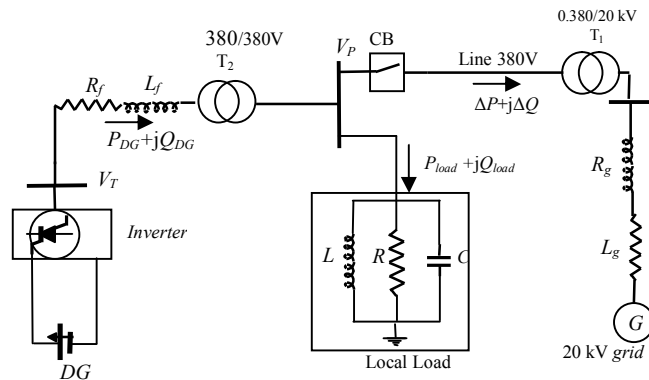 0.380/20 kV
T1
380/380V
T2
VP
CB
Line 380V
ΔP+jΔQ
Rf
Lf
PDG+jQDG
VT
Inverter
DG
Pload +jQload
L
R
C
Local Load
Rg
Lg
G
20 kV grid